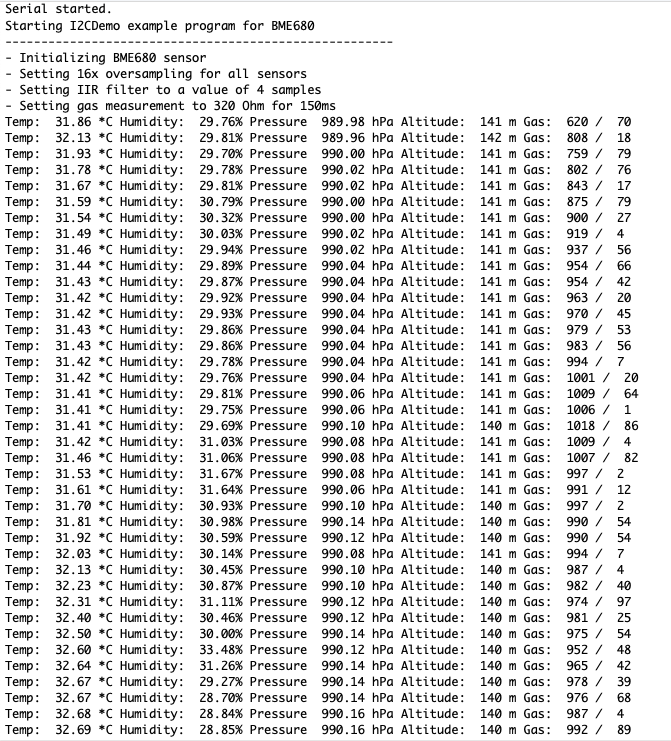 Serial started.
Starting I2CDemo example program for BME680
------------------------------------------------------
- Initializing BME680 sensor
- Setting 16x oversampling for all sensors
- Setting IIR filter to a value of 4 samples
- Setting gas measurement to 320 Ohm for 150ms
Temp:  31.86 *C Humidity:  29.76% Pressure  989.98 hPa Altitude:  141 m Gas:  620 /  70
Temp:  32.13 *C Humidity:  29.81% Pressure  989.96 hPa Altitude:  142 m Gas:  808 /  18
Temp:  31.93 *C Humidity:  29.70% Pressure  990.00 hPa Altitude:  141 m Gas:  759 /  79
Temp:  31.78 *C Humidity:  29.78% Pressure  990.02 hPa Altitude:  141 m Gas:  802 /  76
Temp:  31.67 *C Humidity:  29.81% Pressure  990.02 hPa Altitude:  141 m Gas:  843 /  17
Temp:  31.59 *C Humidity:  30.79% Pressure  990.00 hPa Altitude:  141 m Gas:  875 /  79
Temp:  31.54 *C Humidity:  30.32% Pressure  990.00 hPa Altitude:  141 m Gas:  900 /  27
Temp:  31.49 *C Humidity:  30.03% Pressure  990.02 hPa Altitude:  141 m Gas:  919 /  4
Temp:  31.46 *C Humidity:  29.94% Pressure  990.02 hPa Altitude:  141 m Gas:  937 /  56
Temp:  31.44 *C Humidity:  29.89% Pressure  990.04 hPa Altitude:  141 m Gas:  954 /  66
Temp:  31.43 *C Humidity:  29.87% Pressure  990.04 hPa Altitude:  141 m Gas:  954 /  42
Temp:  31.42 *C Humidity:  29.92% Pressure  990.04 hPa Altitude:  141 m Gas:  963 /  20
Temp:  31.42 *C Humidity:  29.93% Pressure  990.04 hPa Altitude:  141 m Gas:  970 /  45
Temp:  31.43 *C Humidity:  29.86% Pressure  990.04 hPa Altitude:  141 m Gas:  979 /  53
Temp:  31.43 *C Humidity:  29.86% Pressure  990.04 hPa Altitude:  141 m Gas:  983 /  56
Temp:  31.42 *C Humidity:  29.78% Pressure  990.04 hPa Altitude:  141 m Gas:  994 /  7
Temp:  31.42 *C Humidity:  29.76% Pressure  990.04 hPa Altitude:  141 m Gas:  1001 /  20
Temp:  31.41 *C Humidity:  29.81% Pressure  990.06 hPa Altitude:  141 m Gas:  1009 /  64
Temp:  31.41 *C Humidity:  29.75% Pressure  990.06 hPa Altitude:  141 m Gas:  1006 /  1
Temp:  31.41 *C Humidity:  29.69% Pressure  990.10 hPa Altitude:  140 m Gas:  1018 /  86
Temp:  31.42 *C Humidity:  31.03% Pressure  990.08 hPa Altitude:  141 m Gas:  1009 /  4
Temp:  31.46 *C Humidity:  31.06% Pressure  990.08 hPa Altitude:  141 m Gas:  1007 /  82
Temp:  31.53 *C Humidity:  31.67% Pressure  990.08 hPa Altitude:  141 m Gas:  997 /  2
Temp:  31.61 *C Humidity:  31.64% Pressure  990.06 hPa Altitude:  141 m Gas:  991 /  12
Temp:  31.70 *C Humidity:  30.93% Pressure  990.10 hPa Altitude:  140 m Gas:  997 /  2
Temp:  31.81 *C Humidity:  30.98% Pressure  990.14 hPa Altitude:  140 m Gas:  990 /  54
Temp:  31.92 *C Humidity:  30.59% Pressure  990.12 hPa Altitude:  140 m Gas:  990 /  54
Temp:  32.03 *C Humidity:  30.14% Pressure  990.08 hPa Altitude:  141 m Gas:  994 /  7
Temp:  32.13 *C Humidity:  30.45% Pressure  990.10 hPa Altitude:  140 m Gas:  987 /  4
Temp:  32.23 *C Humidity:  30.87% Pressure  990.10 hPa Altitude:  140 m Gas:  982 /  40
Temp:  32.31 *C Humidity:  31.11% Pressure  990.12 hPa Altitude:  140 m Gas:  974 /  97
Temp:  32.40 *C Humidity:  30.46% Pressure  990.12 hPa Altitude:  140 m Gas:  981 /  25
Temp:  32.50 *C Humidity:  30.00% Pressure  990.14 hPa Altitude:  140 m Gas:  975 /  54
Temp:  32.60 *C Humidity:  33.48% Pressure  990.12 hPa Altitude:  140 m Gas:  952 /  48
Temp:  32.64 *C Humidity:  31.26% Pressure  990.14 hPa Altitude:  140 m Gas:  965 /  42
Temp:  32.67 *C Humidity:  29.27% Pressure  990.14 hPa Altitude:  140 m Gas:  978 /  39
Temp:  32.67 *C Humidity:  28.70% Pressure  990.14 hPa Altitude:  140 m Gas:  976 /  68
Temp:  32.68 *C Humidity:  28.84% Pressure  990.16 hPa Altitude:  140 m Gas:  987 /  4
Temp:  32.69 *C Humidity:  28.85% Pressure  990.16 hPa Altitude:  140 m Gas:  992 /  89